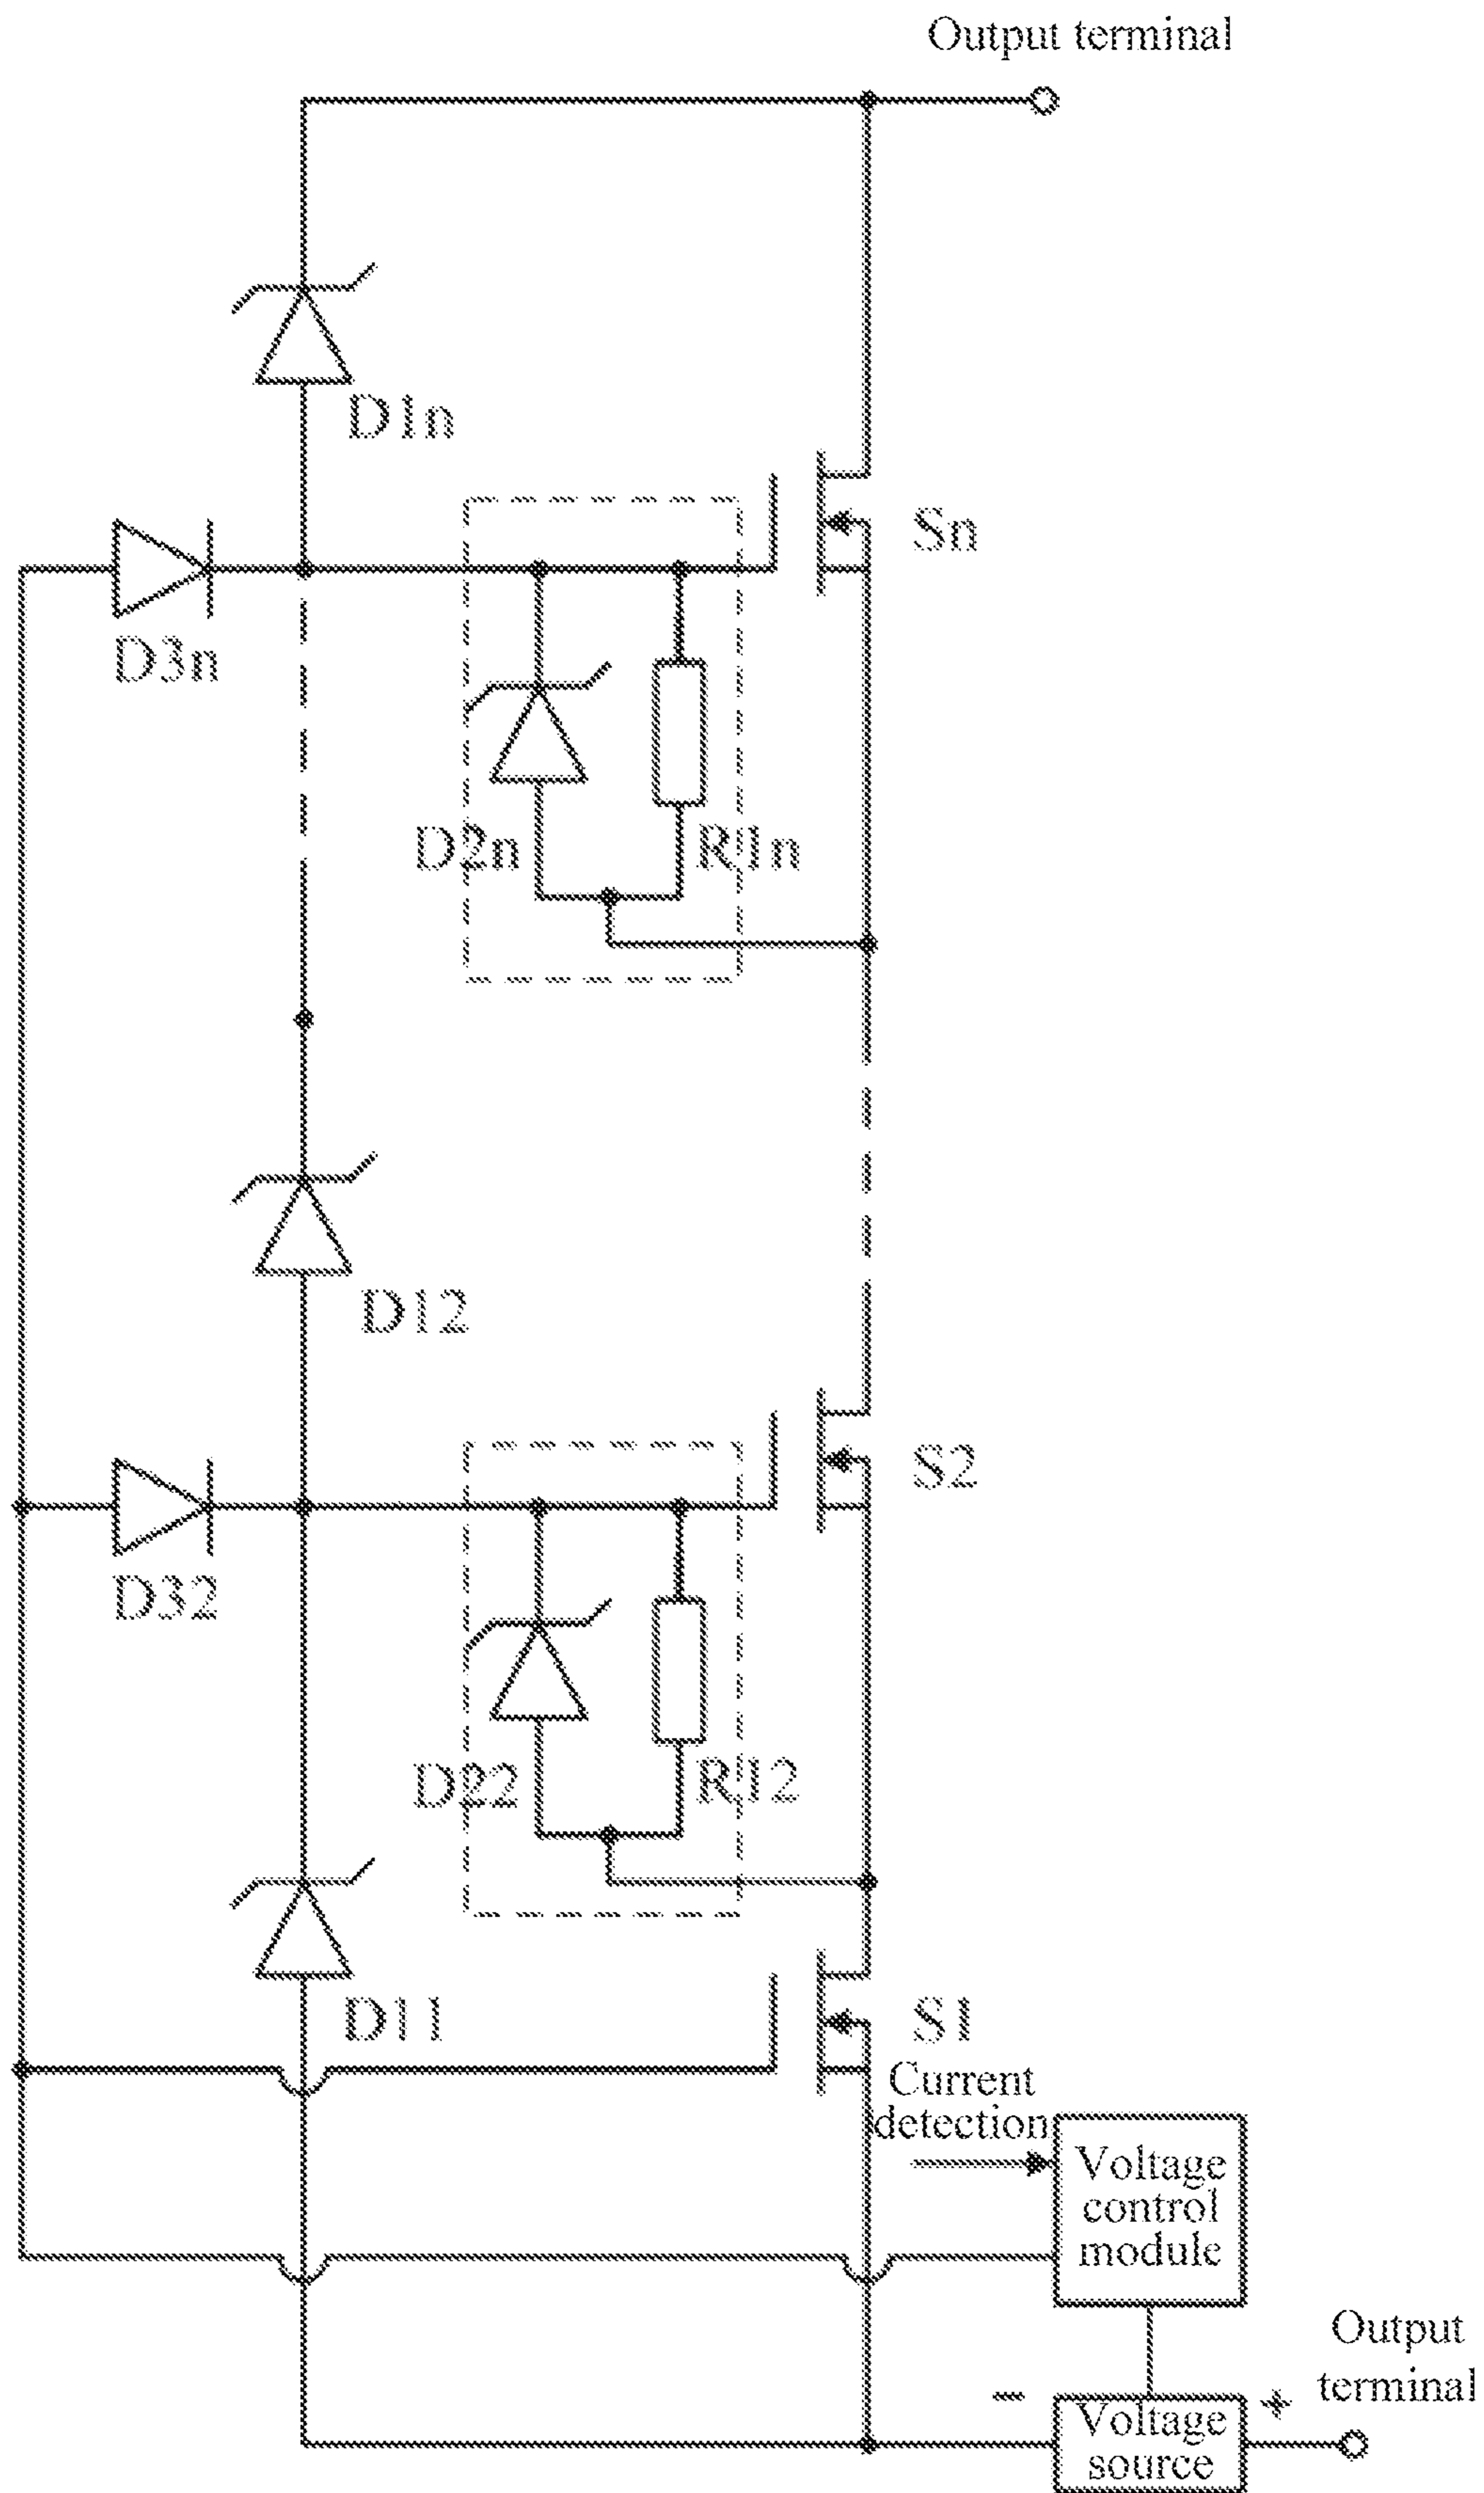 Output terminal
D1n
Sn
D3n
D2n
R1n
D12
S2
D32
D22
R12
D11
S1
Current
detection
Voltage
control
module
Output
terminal
-
+
Voltage
source